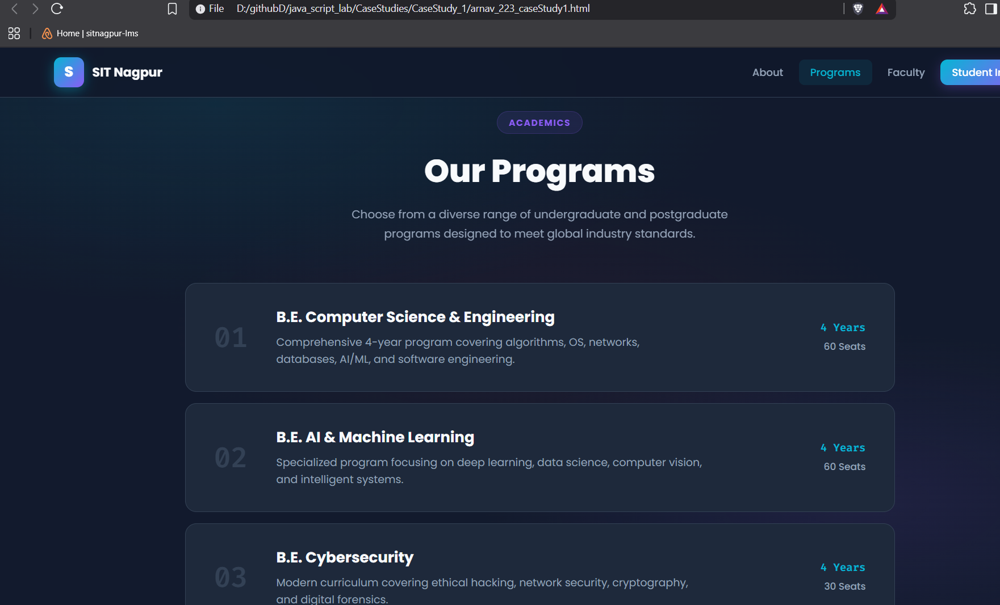 File D:/githubD/java_script_lab/CaseStudies/CaseStudy_1/arnav_223_caseStudy1.html
Home | sitnagpur-lms
S SIT Nagpur About Programs Faculty Student
ACADEMICS
Our Programs
Choose from a diverse range of undergraduate and postgraduate
programs designed to meet global industry standards.
01
B.E. Computer Science & Engineering
Comprehensive 4-year program covering algorithms, OS, networks,
databases, AI/ML, and software engineering.
4 Years
60 Seats
02
B.E. AI & Machine Learning
Specialized program focusing on deep learning, data science, computer vision,
and intelligent systems.
4 Years
60 Seats
03
B.E. Cybersecurity
Modern curriculum covering ethical hacking, network security, cryptography,
and digital forensics.
4 Years
30 Seats